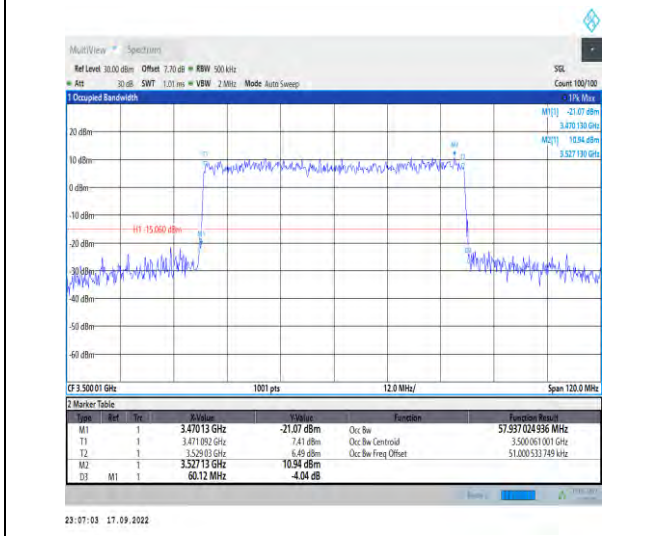 MultiView Spectrum
Ref Level 30.00 dBm Offset 7.70 dB RBW 500 kHz SGL
Att 30 dB SWT 1.01 ms VBW 2 MHz Mode Auto Sweep Count 100/100
1 Occupied Bandwidth 1Pk Max
M1[1] -21.07 dBm
3.470 130 GHz
M2[1] 10.94 dBm
3.527 130 GHz
20 dBm
10 dBm
0 dBm
-10 dBm
H1 -15.060 dBm
-20 dBm
-30 dBm
-40 dBm
-50 dBm
-60 dBm
CF 3.500 01 GHz 1001 pts 12.0 MHz/ Span 120.0 MHz
2 Marker Table
Type Ref Trc X-Value Y-Value Function Function Result
M1 1 3.47013 GHz -21.07 dBm Occ Bw 57.937 024 936 MHz
T1 1 3.471 092 GHz 7.41 dBm Occ Bw Centroid 3.500 061 001 GHz
T2 1 3.529 03 GHz 6.49 dBm Occ Bw Freq Offset 51.000 533 749 kHz
M2 1 3.52713 GHz 10.94 dBm
D3 M1 1 60.12 MHz -4.04 dB
23:07:03 17.09.2022